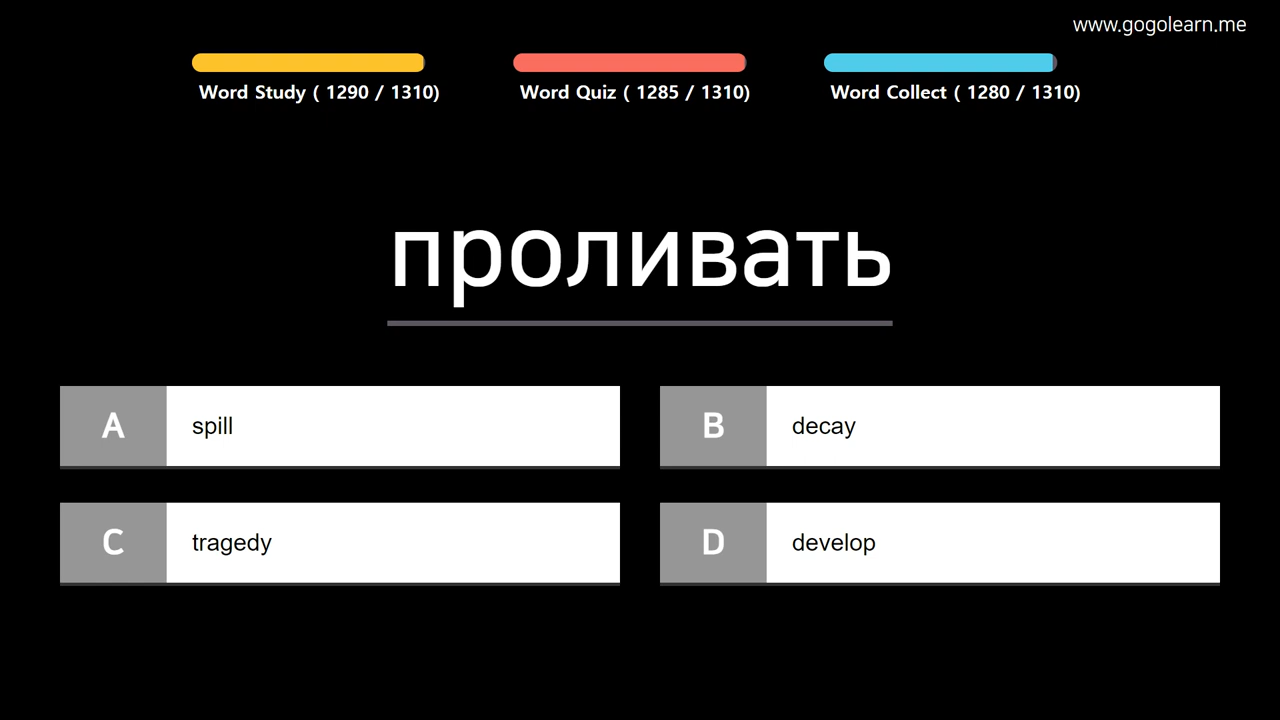 www.gogolearn.me
Word Study ( 1290 / 1310)
Word Quiz ( 1285 / 1310)
Word Collect ( 1280 / 1310)
проливать
A spill
B decay
C tragedy
D develop